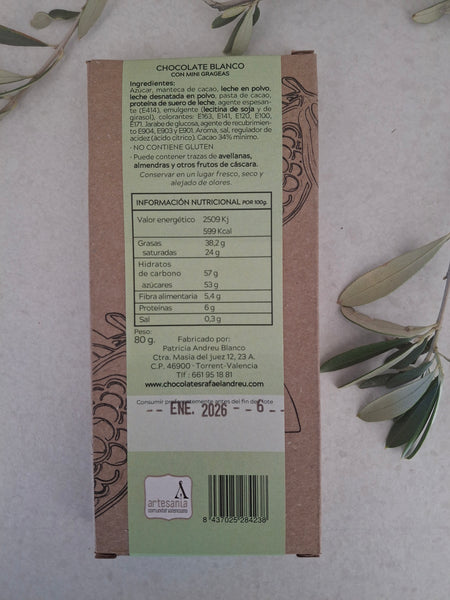 CHOCOLATE BLANCO
CON MINI GRAGEAS
Ingredientes:
Azúcar, manteca de cacao, leche en polvo,
leche desnatada en polvo, pasta de cacao,
proteína de suero de leche, agente espesan-
te (E414), emulgente (lecitina de soja y de
girasol), colorantes: E163, E141, E120, E100,
E171, Jarabe de glucosa, agente de recubrimien-
to E904, E903 y E901. Aroma, sal, regulador de
acidez (ácido cítrico). Cacao 34% mínimo.
· NO CONTIENE GLUTEN
· Puede contener trazas de avellanas,
almendras y otros frutos de cáscara.
Conservar en un lugar fresco, seco y
alejado de olores.
INFORMACIÓN NUTRICIONAL POR 100g.
Valor energético 2509 Kj
599 Kcal
Grasas 38,2 g
saturadas 24 g
Hidratos
de carbono 57 g
azúcares 53 g
Fibra alimentaria 5,4 g
Proteínas 6 g
Sal 0,3 g
Peso:
80 g.
Fabricado por:
Patricia Andreu Blanco
Ctra. Masia del juez 12, 23 A.
C.P. 46900 · Torrent-Valencia
Tlf : 661 95 18 81
www.chocolatesrafaelandreu.com
Consumir preferentemente antes del fin de: lote
-- ENE. 2026 -- 6 --
artesanía
comunitat valenciana
8 437025 284238